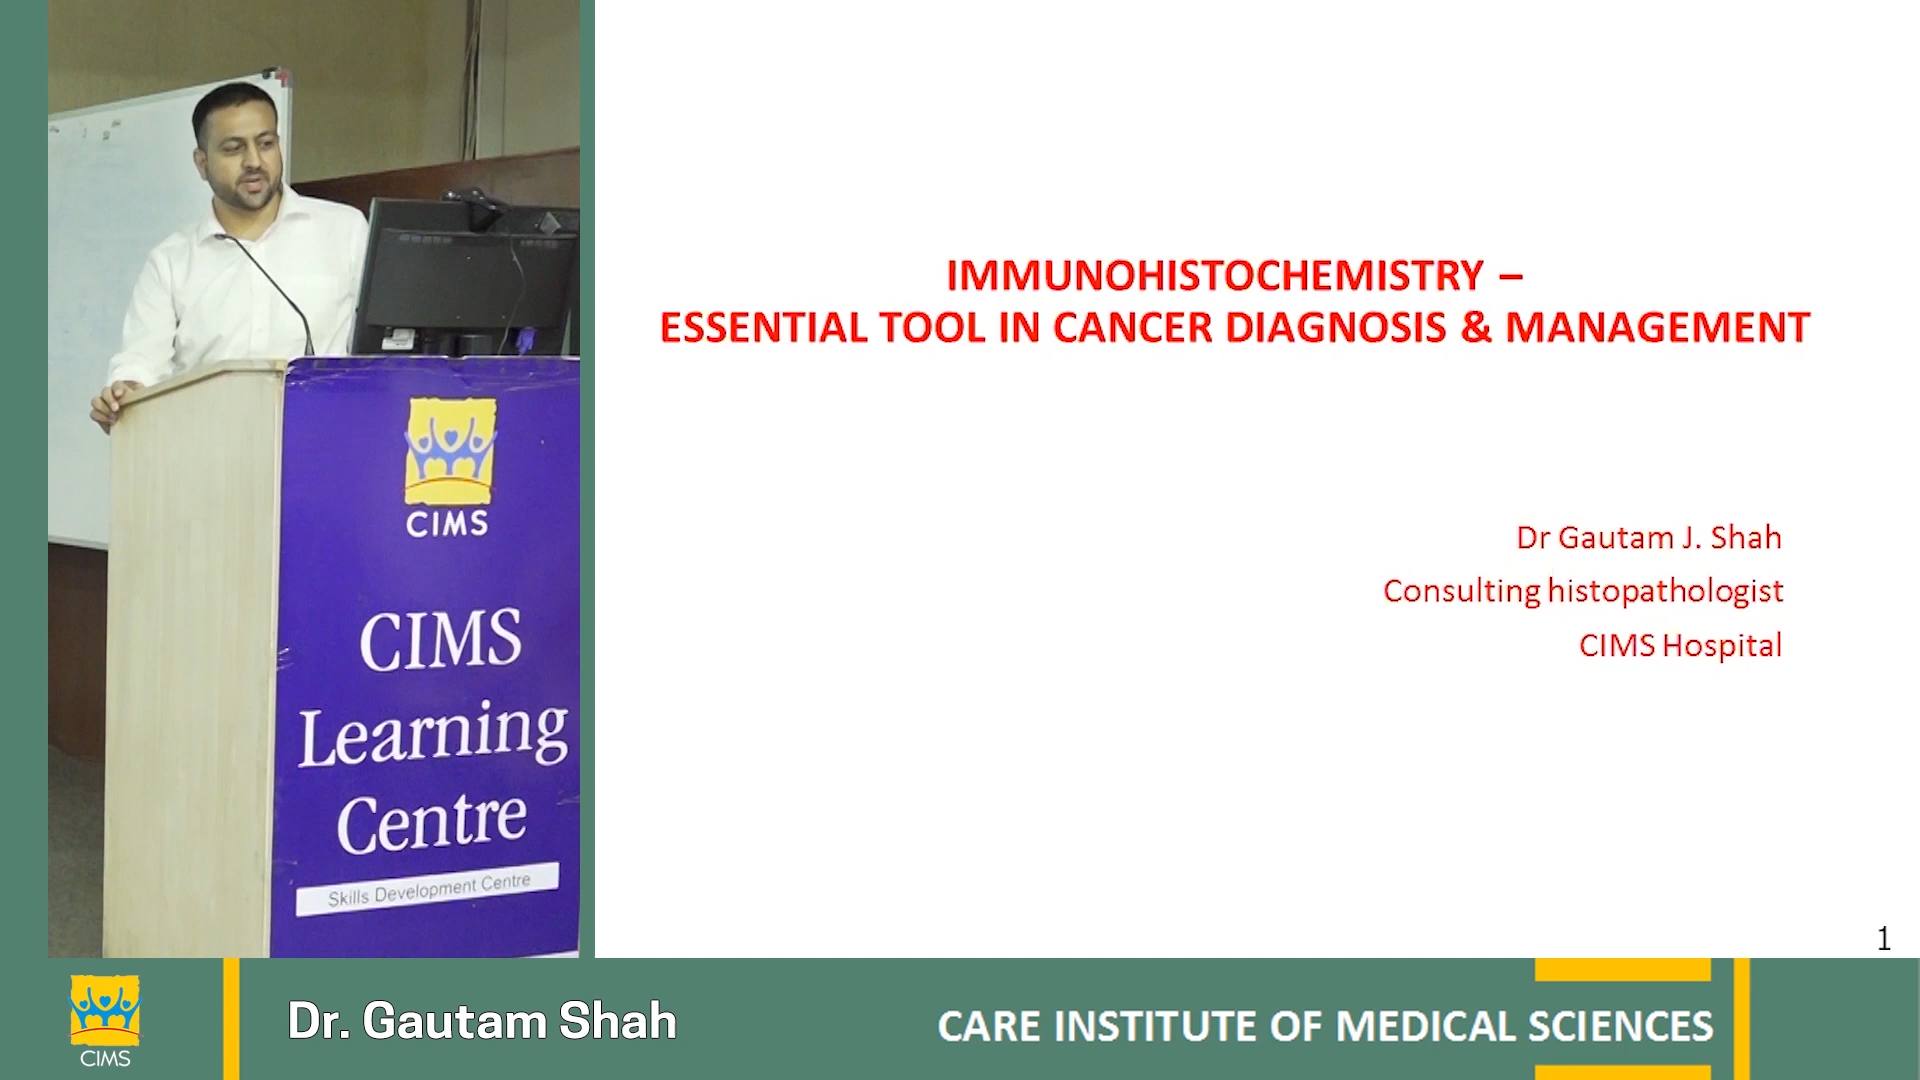 IMMUNOHISTOCHEMISTRY –
ESSENTIAL TOOL IN CANCER DIAGNOSIS & MANAGEMENT
Dr Gautam J. Shah
Consulting histopathologist
CIMS Hospital
1
CIMS
CIMS
Learning
Centre
Skills Development Centre
CIMS
Dr. Gautam Shah
CARE INSTITUTE OF MEDICAL SCIENCES